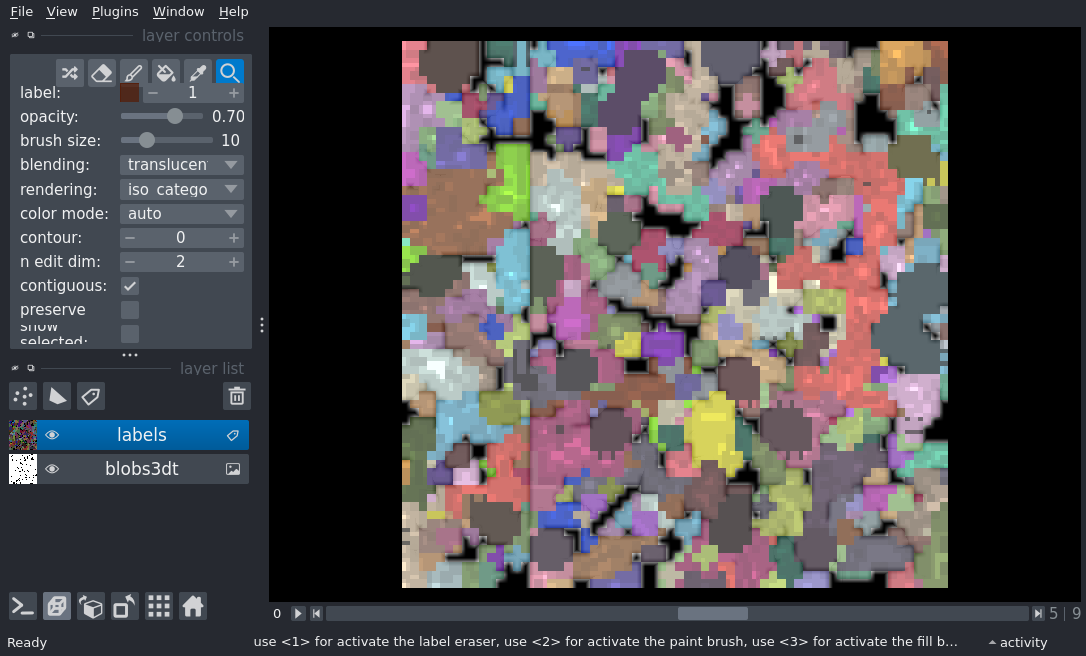 File View Plugins Window Help
layer controls
label: 1
opacity: 0.70
brush size: 10
blending: translucen
rendering: iso catego
color mode: auto
contour: 0
n edit dim: 2
contiguous:
preserve
show
selected:
layer list
labels
blobs3dt
0 5 | 9
Ready use <1> for activate the label eraser, use <2> for activate the paint brush, use <3> for activate the fill b... activity